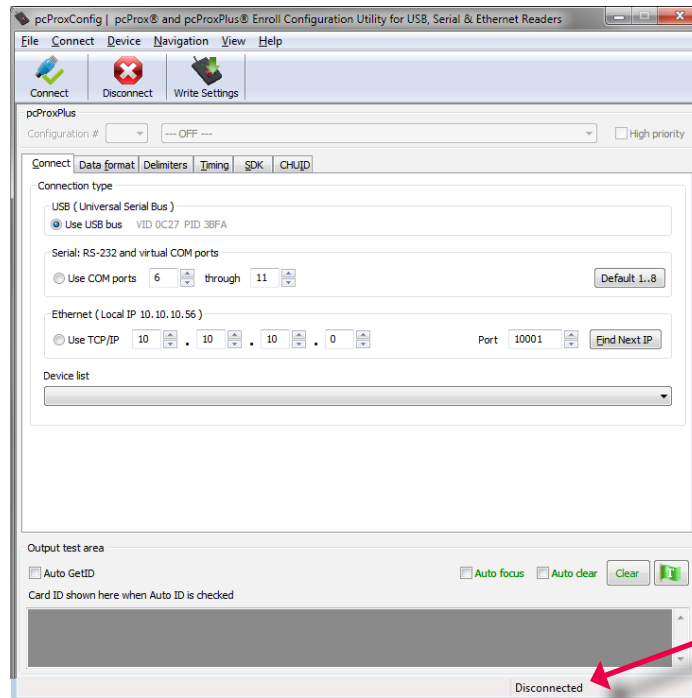 pcProxConfig | pcProx® and pcProxPlus® Enroll Configuration Utility for USB, Serial & Ethernet Readers
File Connect Device Navigation View Help
Connect Disconnect Write Settings
pcProxPlus
Configuration # --- OFF --- High priority
Connect Data format Delimiters Timing SDK CHUID
Connection type
USB ( Universal Serial Bus )
Use USB bus VID 0C27 PID 3BFA
Serial: RS-232 and virtual COM ports
Use COM ports 6 through 11 Default 1..8
Ethernet ( Local IP 10.10.10.56 )
Use TCP/IP 10 . 10 . 10 . 0 Port 10001 Find Next IP
Device list
Output test area
Auto GetID Auto focus Auto clear Clear
Card ID shown here when Auto ID is checked
Disconnected